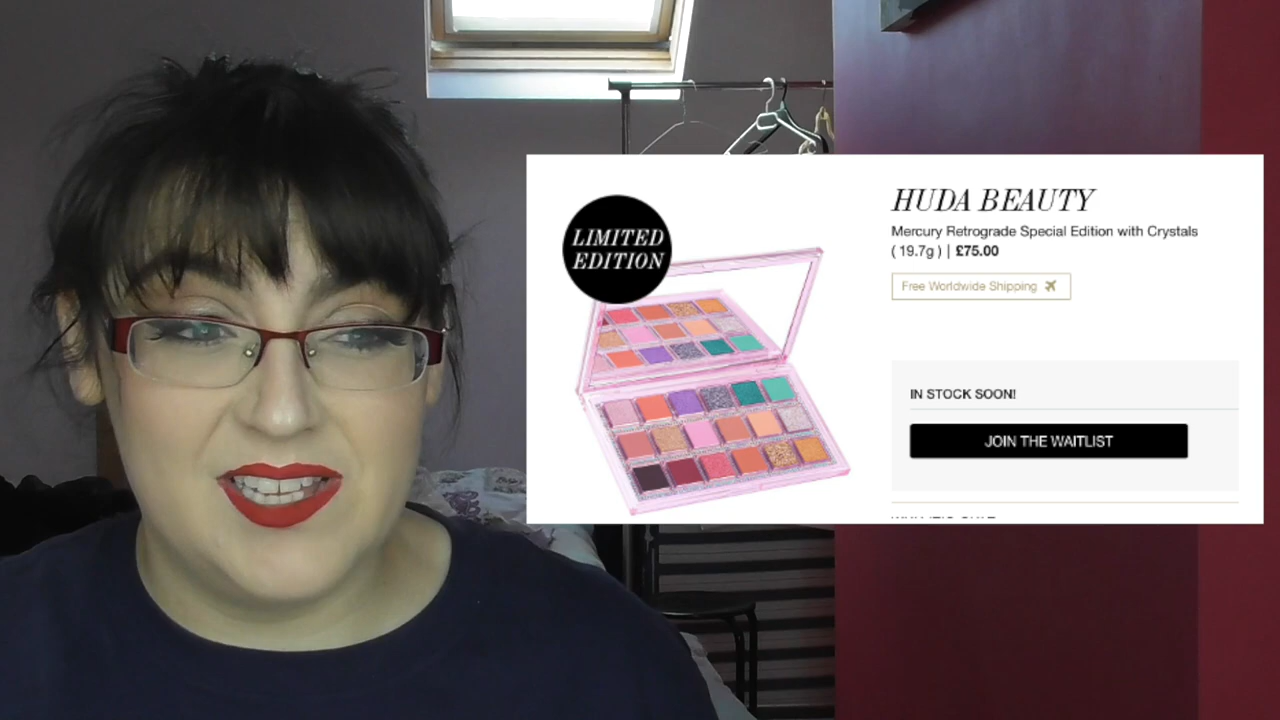 LIMITED
EDITION
HUDA BEAUTY
Mercury Retrograde Special Edition with Crystals
( 19.7g ) | £75.00
Free Worldwide Shipping
IN STOCK SOON!
JOIN THE WAITLIST